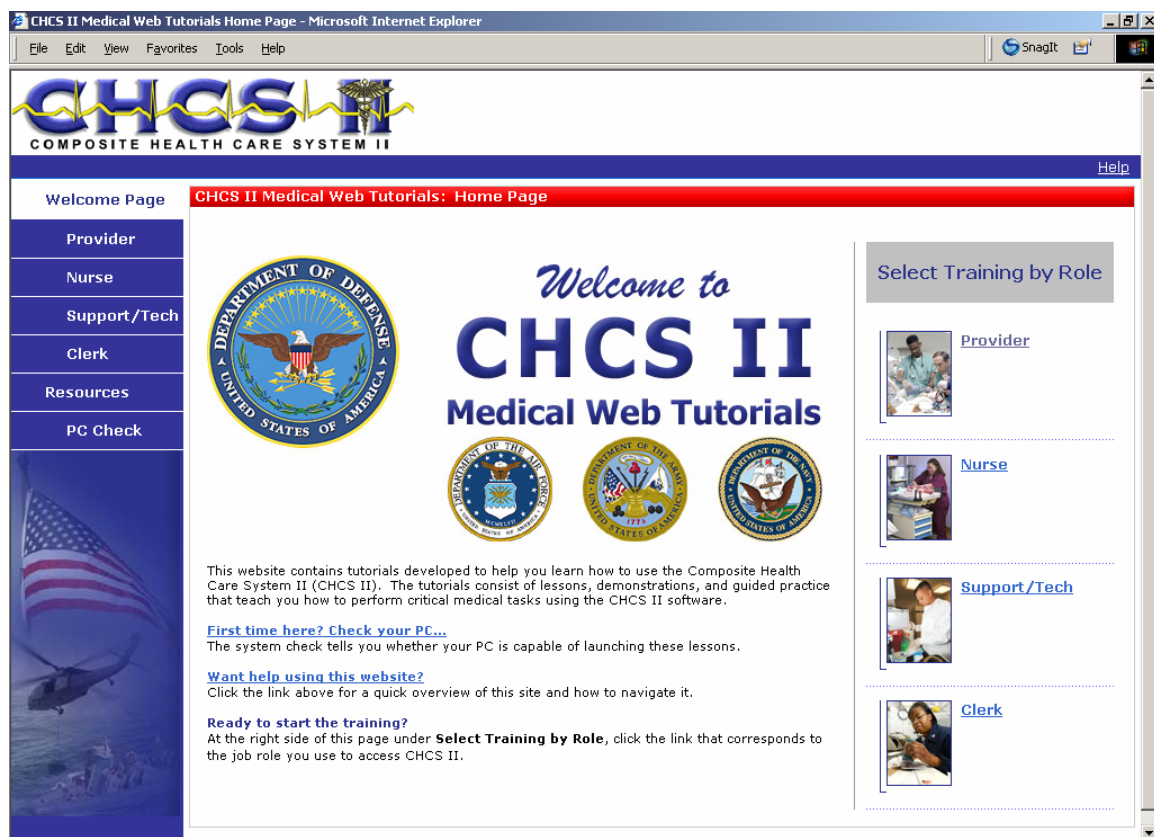 CHCS II Medical Web Tutorials Home Page - Microsoft Internet Explorer
File Edit View Favorites Tools Help
SnagIt
CHCS II
COMPOSITE HEALTH CARE SYSTEM II
Help
Welcome Page
Provider
Nurse
Support/Tech
Clerk
Resources
PC Check
CHCS II Medical Web Tutorials: Home Page
DEPARTMENT OF DEFENSE
UNITED STATES OF AMERICA
Welcome to
CHCS II
Medical Web Tutorials
DEPARTMENT OF THE AIR FORCE
MCMXLVII
UNITED STATES OF AMERICA
DEPARTMENT OF THE ARMY
1775
UNITED STATES OF AMERICA
DEPARTMENT OF THE NAVY
UNITED STATES OF AMERICA
This website contains tutorials developed to help you learn how to use the Composite Health
Care System II (CHCS II). The tutorials consist of lessons, demonstrations, and guided practice
that teach you how to perform critical medical tasks using the CHCS II software.
First time here? Check your PC...
The system check tells you whether your PC is capable of launching these lessons.
Want help using this website?
Click the link above for a quick overview of this site and how to navigate it.
Ready to start the training?
At the right side of this page under Select Training by Role, click the link that corresponds to
the job role you use to access CHCS II.
Select Training by Role
Provider
Nurse
Support/Tech
Clerk